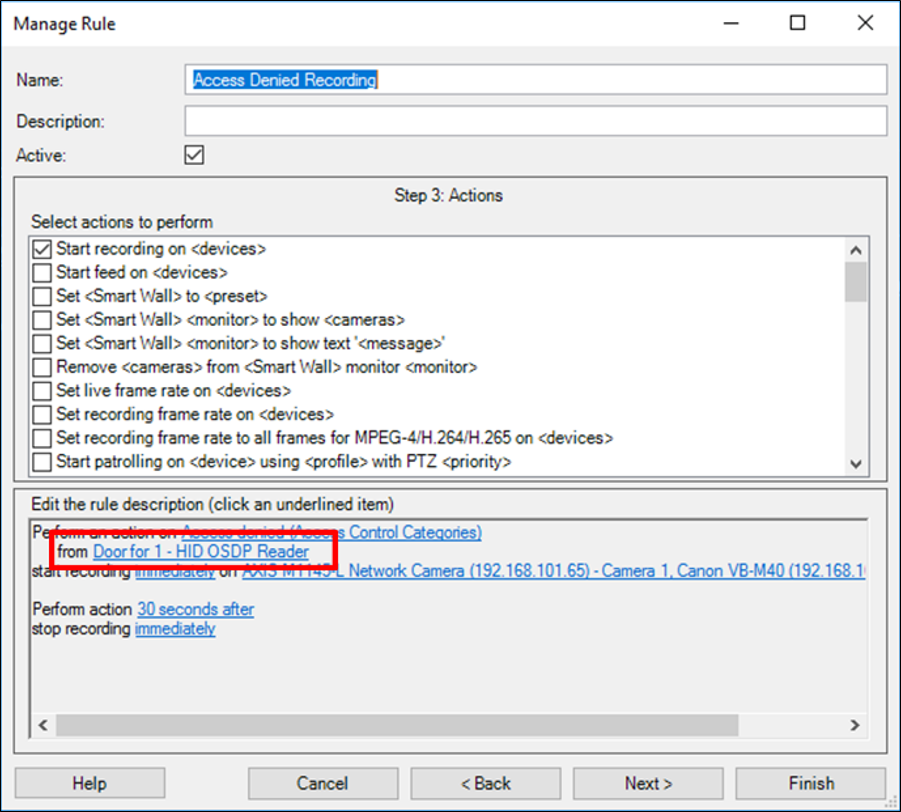 Manage Rule
Name: Access Denied Recording
Description:
Active:
Step 3: Actions
Select actions to perform
Start recording on <devices>
Start feed on <devices>
Set <Smart Wall> to <preset>
Set <Smart Wall> <monitor> to show <cameras>
Set <Smart Wall> <monitor> to show text '<message>'
Remove <cameras> from <Smart Wall> monitor <monitor>
Set live frame rate on <devices>
Set recording frame rate on <devices>
Set recording frame rate to all frames for MPEG-4/H.264/H.265 on <devices>
Start patrolling on <device> using <profile> with PTZ <priority>
Edit the rule description (click an underlined item)
Perform an action on Access denied (Access Control Categories)
from Door for 1 - HID OSDP Reader
start recording immediately on AXIS M1145-L Network Camera (192.168.101.65) - Camera 1, Canon VB-M40 (192.168.1
Perform action 30 seconds after
stop recording immediately
Help Cancel < Back Next > Finish